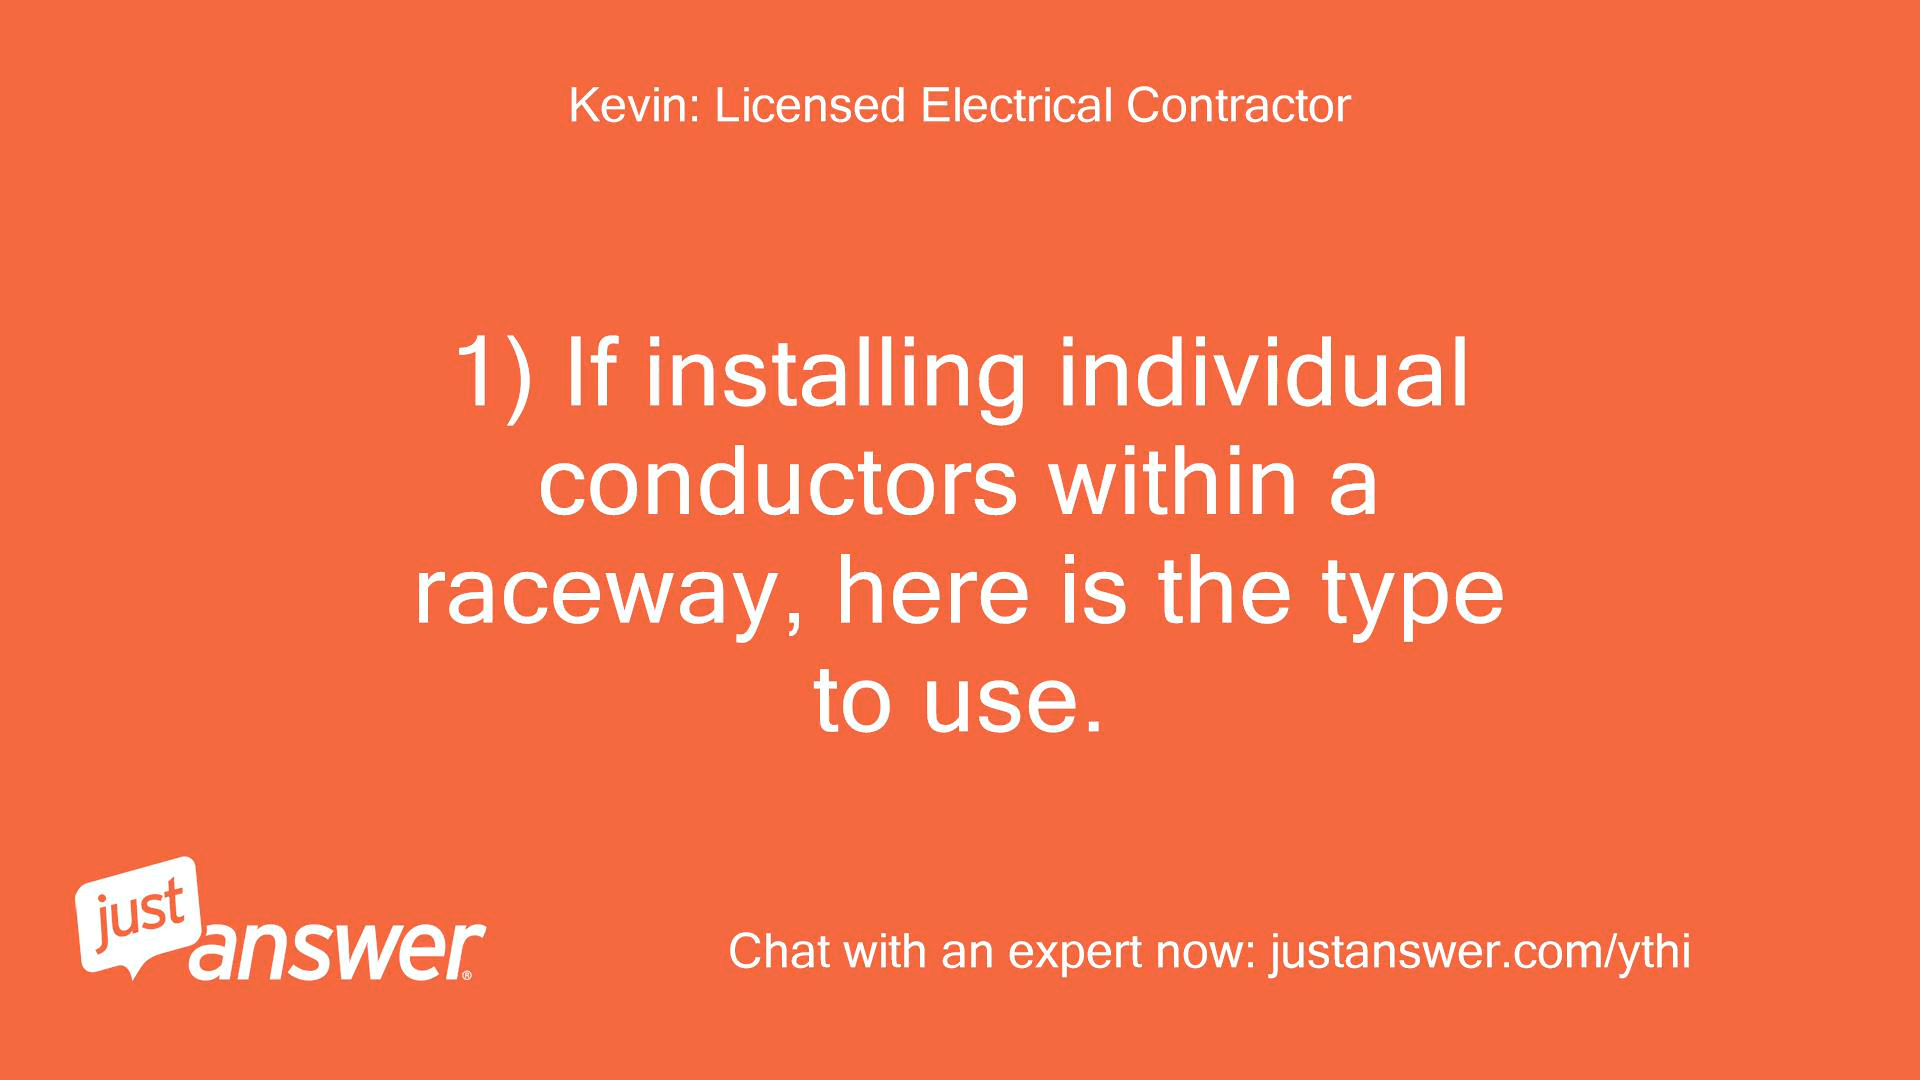 Kevin: Licensed Electrical Contractor
1) If installing individual
conductors within a
raceway, here is the type
to use.
just
answer®
Chat with an expert now: justanswer.com/ythi